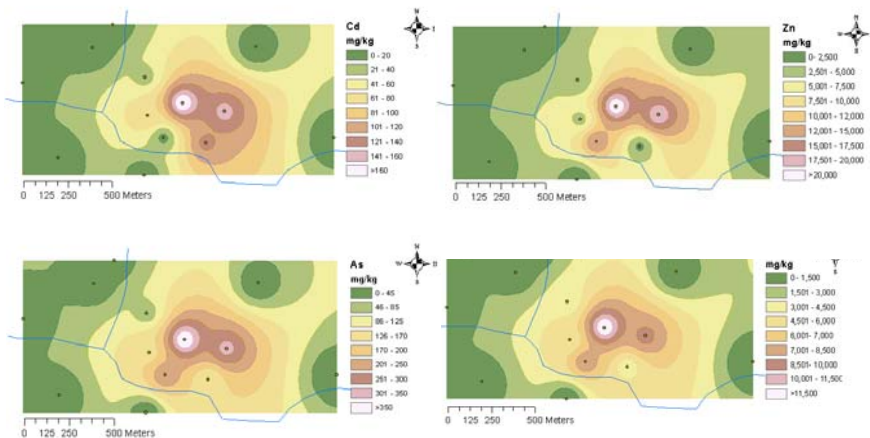 Cd
mg/kg
0 - 20
21 - 40
41 - 60
61 - 80
81 - 100
101 - 120
121 - 140
141 - 160
>160
0 125 250 500 Meters
N
S
Zn
mg/kg
0- 2,500
2,501 - 5,000
5,001 - 7,500
7,501 - 10,000
10,001 - 12,000
12,001 - 15,000
15,001 - 17,500
17,501 - 20,000
>20,000
0 125 250 500 Meters
N
W
S
As
mg/kg
0 - 45
46 - 85
86 - 125
126 - 170
170 - 200
201 - 250
251 - 300
301 - 350
>350
0 125 250 500 Meters
N
W
S
mg/kg
0 - 1,500
1,501 - 3,000
3,001 - 4,500
4,501 - 6,000
6,001- 7,000
7,001 - 8,500
8,501 - 10,000
10,001 - 11,500
>11,500
0 125 250 500 Meters
S